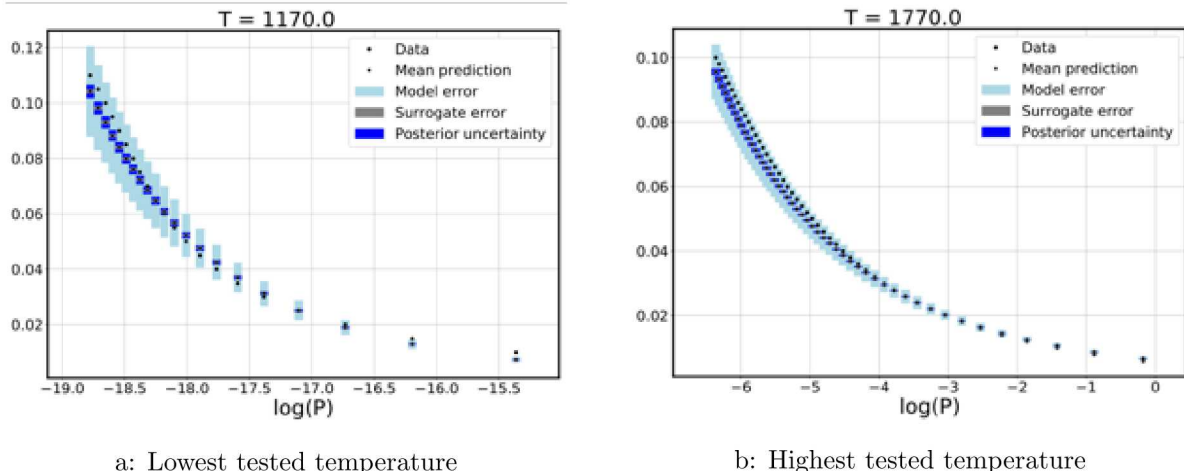 T = 1170.0
0.12
0.10
0.08
0.06
0.04
0.02
Data
Mean prediction
Model error
Surrogate error
Posterior uncertainty
−19.0 −18.5 −18.0 −17.5 −17.0 −16.5 −16.0 −15.5
log(P)
a: Lowest tested temperature
T = 1770.0
0.10
0.08
0.06
0.04
0.02
Data
Mean prediction
Model error
Surrogate error
Posterior uncertainty
−6 −5 −4 −3 −2 −1 0
log(P)
b: Highest tested temperature